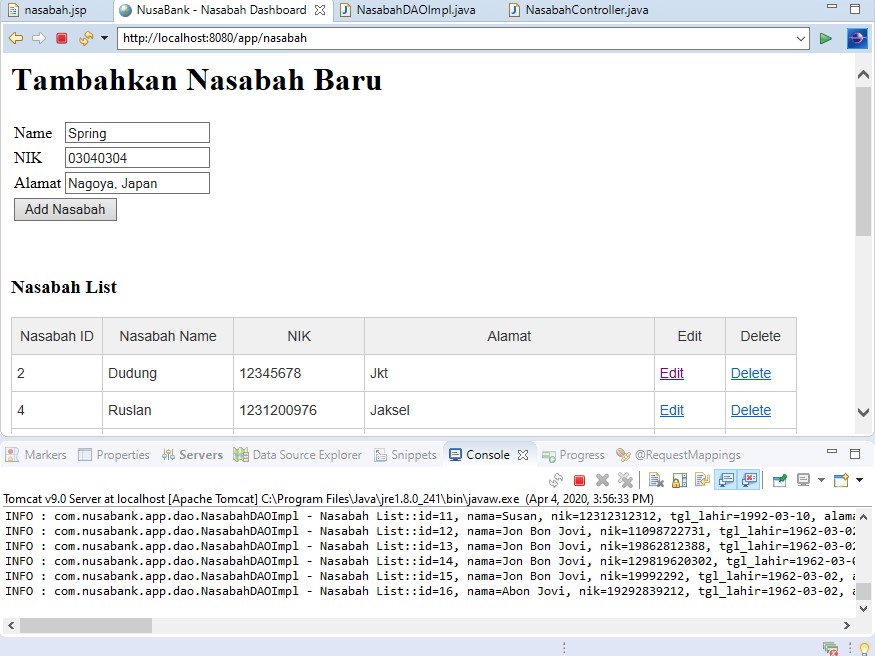 nasabah.jsp NusaBank - Nasabah Dashboard NasabahDAOImpl.java NasabahController.java
http://localhost:8080/app/nasabah
Tambahkan Nasabah Baru
Name Spring
NIK 03040304
Alamat Nagoya, Japan
Add Nasabah
Nasabah List
Nasabah ID Nasabah Name NIK Alamat Edit Delete
2 Dudung 12345678 Jkt Edit Delete
4 Ruslan 1231200976 Jaksel Edit Delete
Markers Properties Servers Data Source Explorer Snippets Console Progress @RequestMappings
Tomcat v9.0 Server at localhost [Apache Tomcat] C:\Program Files\Java\jre1.8.0_241\bin\javaw.exe (Apr 4, 2020, 3:56:33 PM)
INFO : com.nusabank.app.dao.NasabahDAOImpl - Nasabah List::id=11, nama=Susan, nik=12312312312, tgl_lahir=1992-03-10, alama
INFO : com.nusabank.app.dao.NasabahDAOImpl - Nasabah List::id=12, nama=Jon Bon Jovi, nik=11098722731, tgl_lahir=1962-03-02
INFO : com.nusabank.app.dao.NasabahDAOImpl - Nasabah List::id=13, nama=Jon Bon Jovi, nik=19862812388, tgl_lahir=1962-03-02
INFO : com.nusabank.app.dao.NasabahDAOImpl - Nasabah List::id=14, nama=Jon Bon Jovi, nik=129819620302, tgl_lahir=1962-03-0
INFO : com.nusabank.app.dao.NasabahDAOImpl - Nasabah List::id=15, nama=Jon Bon Jovi, nik=19992292, tgl_lahir=1962-03-02, a
INFO : com.nusabank.app.dao.NasabahDAOImpl - Nasabah List::id=16, nama=Abon Jovi, nik=19292839212, tgl_lahir=1962-03-02, a